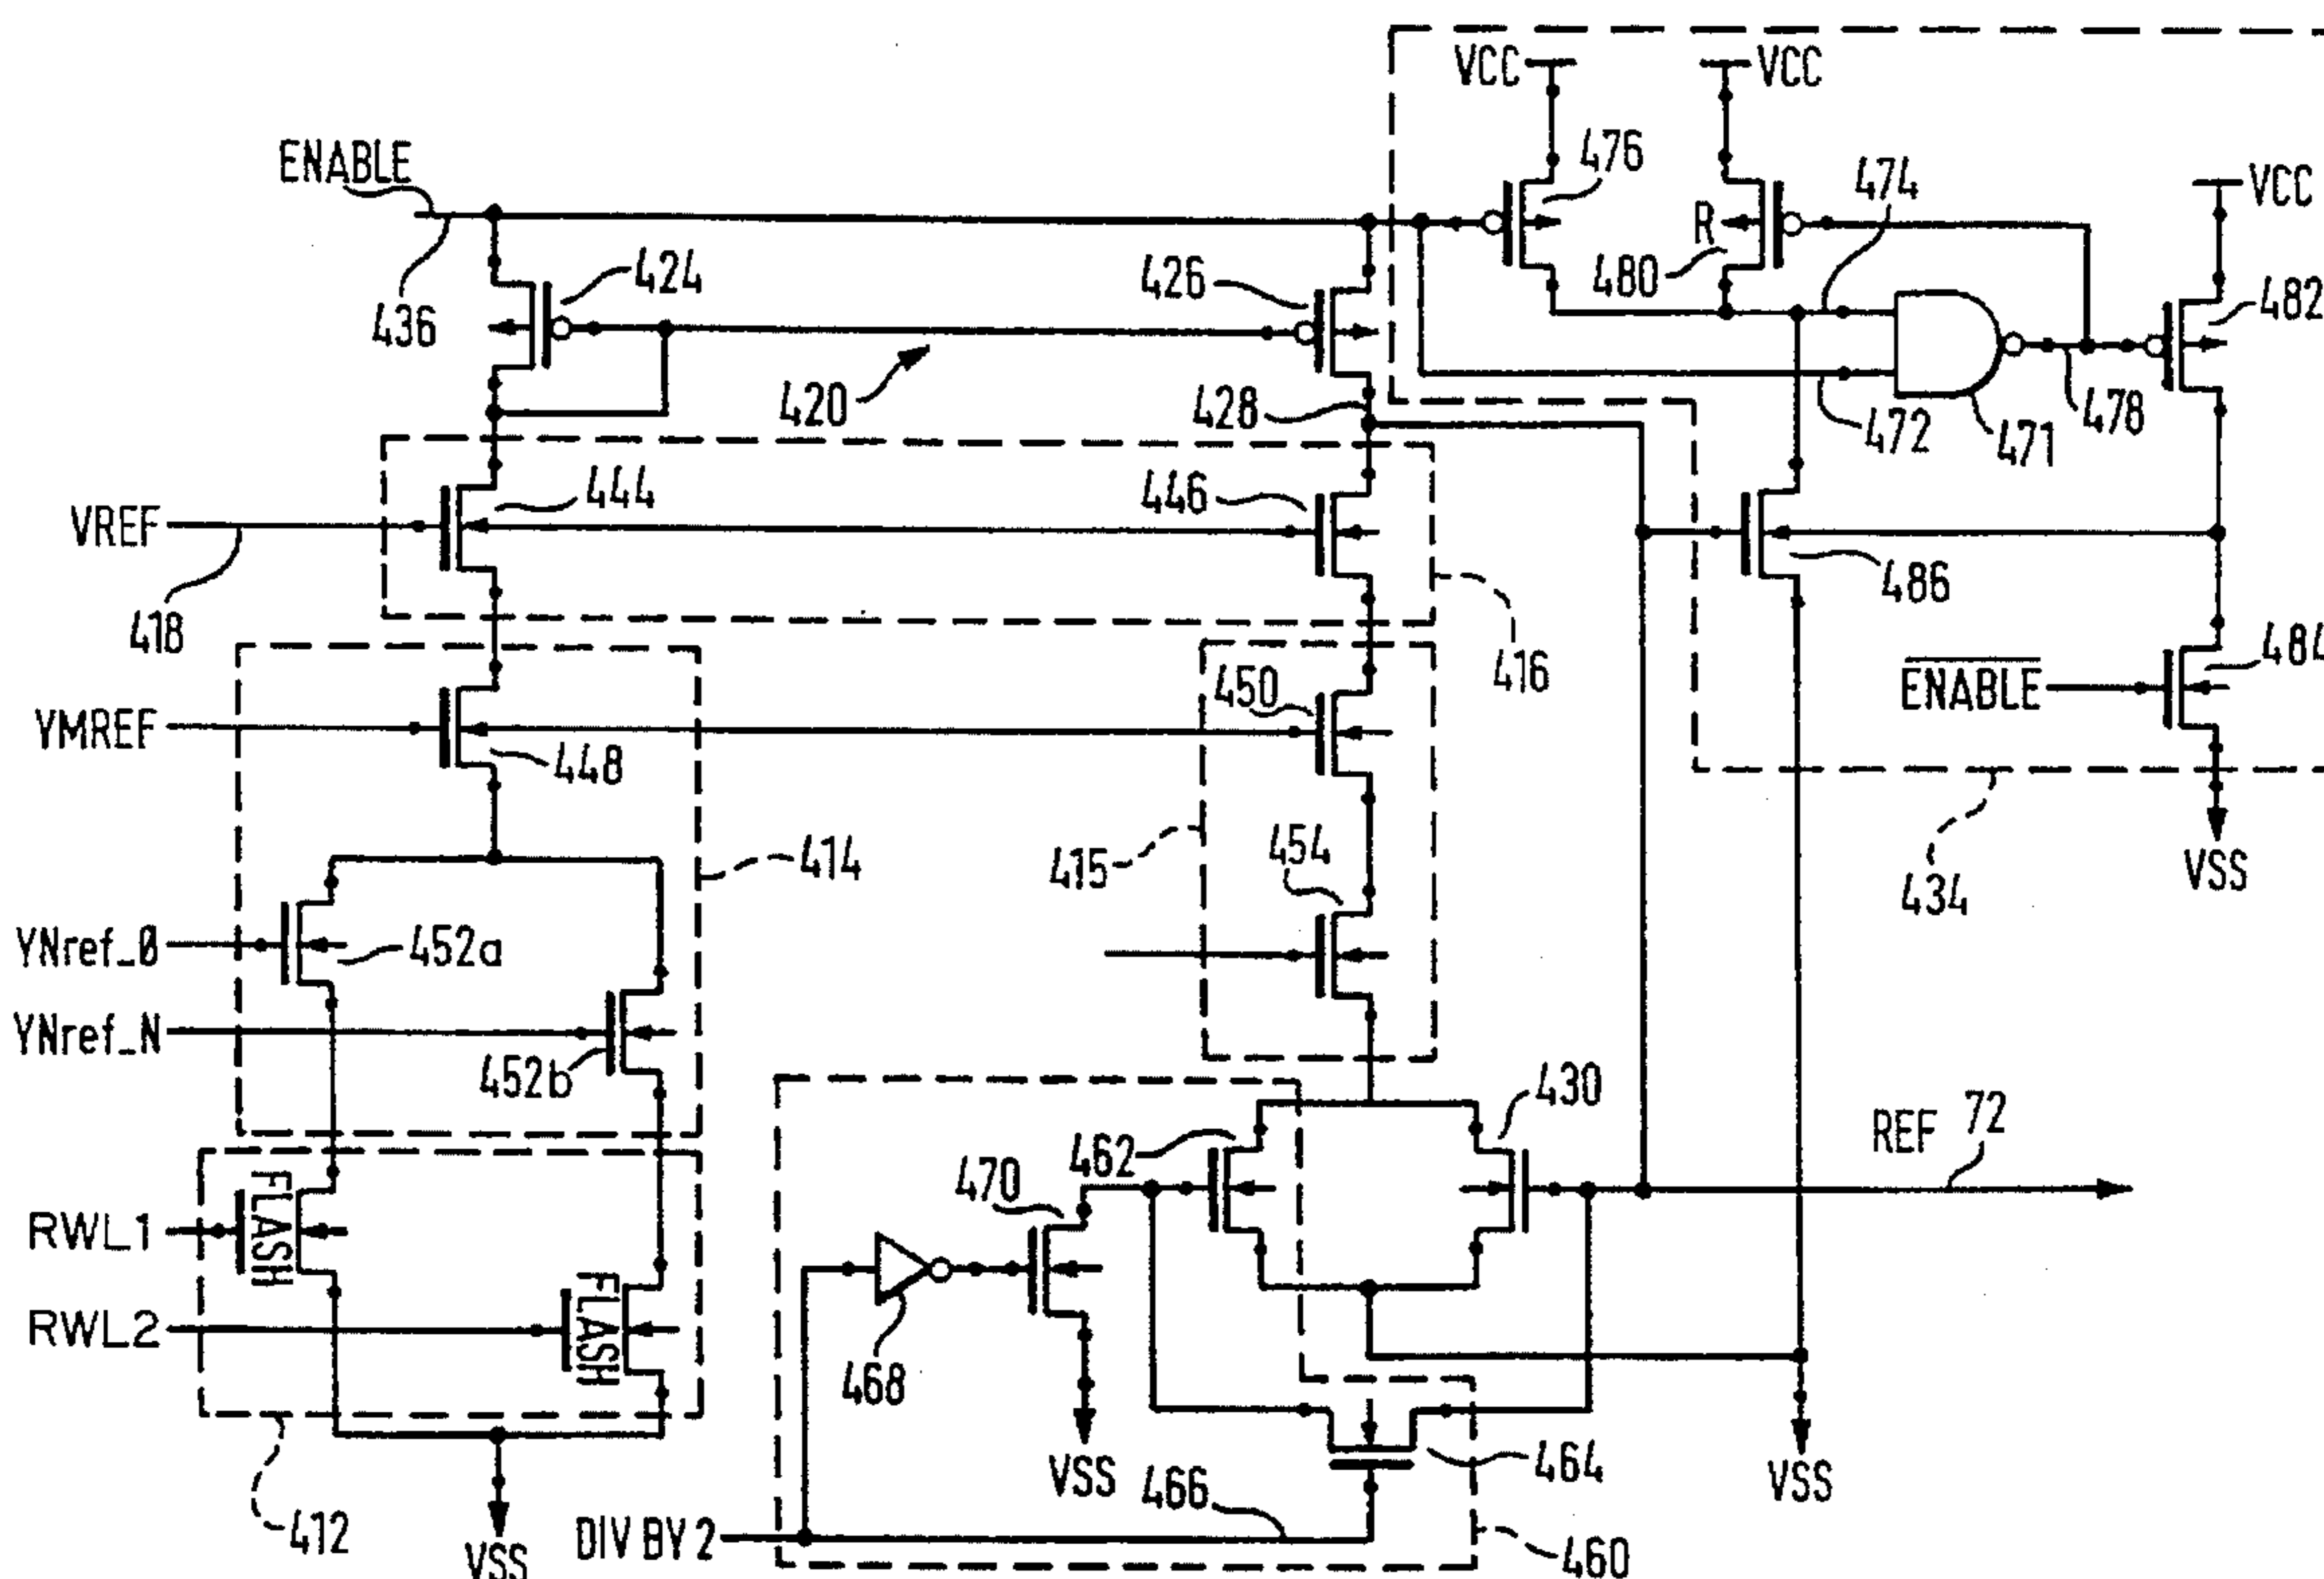 VCC
VCC
476
ENABLE
474
VCC
R
424
426
480
436
482
420
428
472
471
478
444
446
VREF
486
418
416
450
ENABLE
484
YMREF
448
414
454
415
434
VSS
YNref_0
452a
YNref_N
452b
430
462
REF 72
470
FLASH
RWL1
FLASH
RWL2
468
464
VSS
466
VSS
412
DIV BY 2
VSS
460